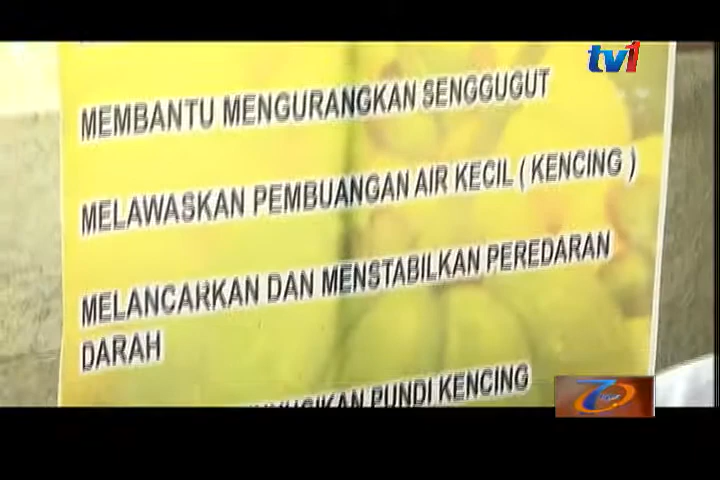 tv1
MEMBANTU MENGURANGKAN SENGGUGUT
MELAWASKAN PEMBUANGAN AIR KECIL ( KENCING )
MELANCARKAN DAN MENSTABILKAN PEREDARAN
DARAH
PUNDI KENCING